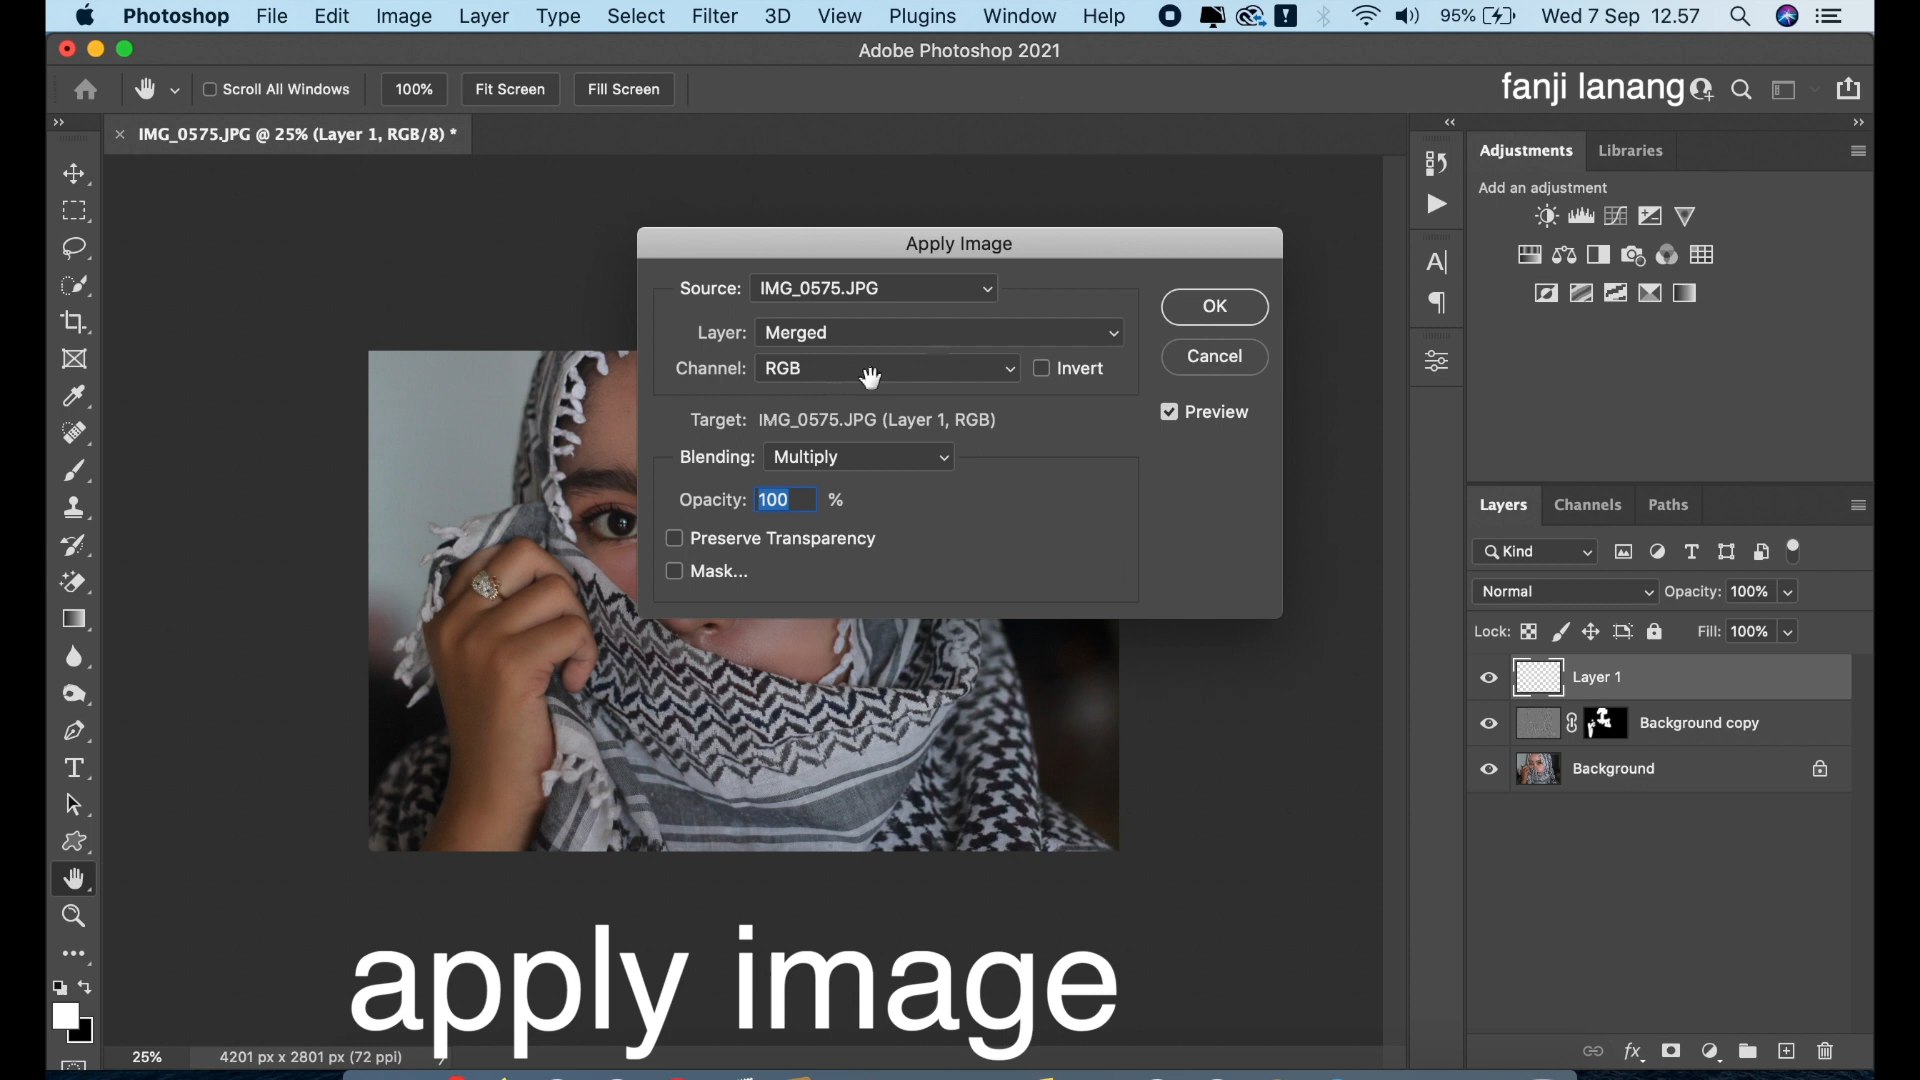 Photoshop File Edit Image Layer Type Select Filter 3D View Plugins Window Help 95% Wed 7 Sep 12.57
Adobe Photoshop 2021
Scroll All Windows 100% Fit Screen Fill Screen fanji lanang
IMG_0575.JPG @ 25% (Layer 1, RGB/8) *
Adjustments Libraries
Add an adjustment
Apply Image
Source: IMG_0575.JPG
OK
Layer: Merged
Cancel
Channel: RGB Invert
Target: IMG_0575.JPG (Layer 1, RGB)
Preview
Blending: Multiply
Opacity: 100 %
Preserve Transparency
Mask...
Layers Channels Paths
Kind
Normal Opacity: 100%
Lock: Fill: 100%
Layer 1
Background copy
Background
apply image
25% 4201 px x 2801 px (72 ppi)